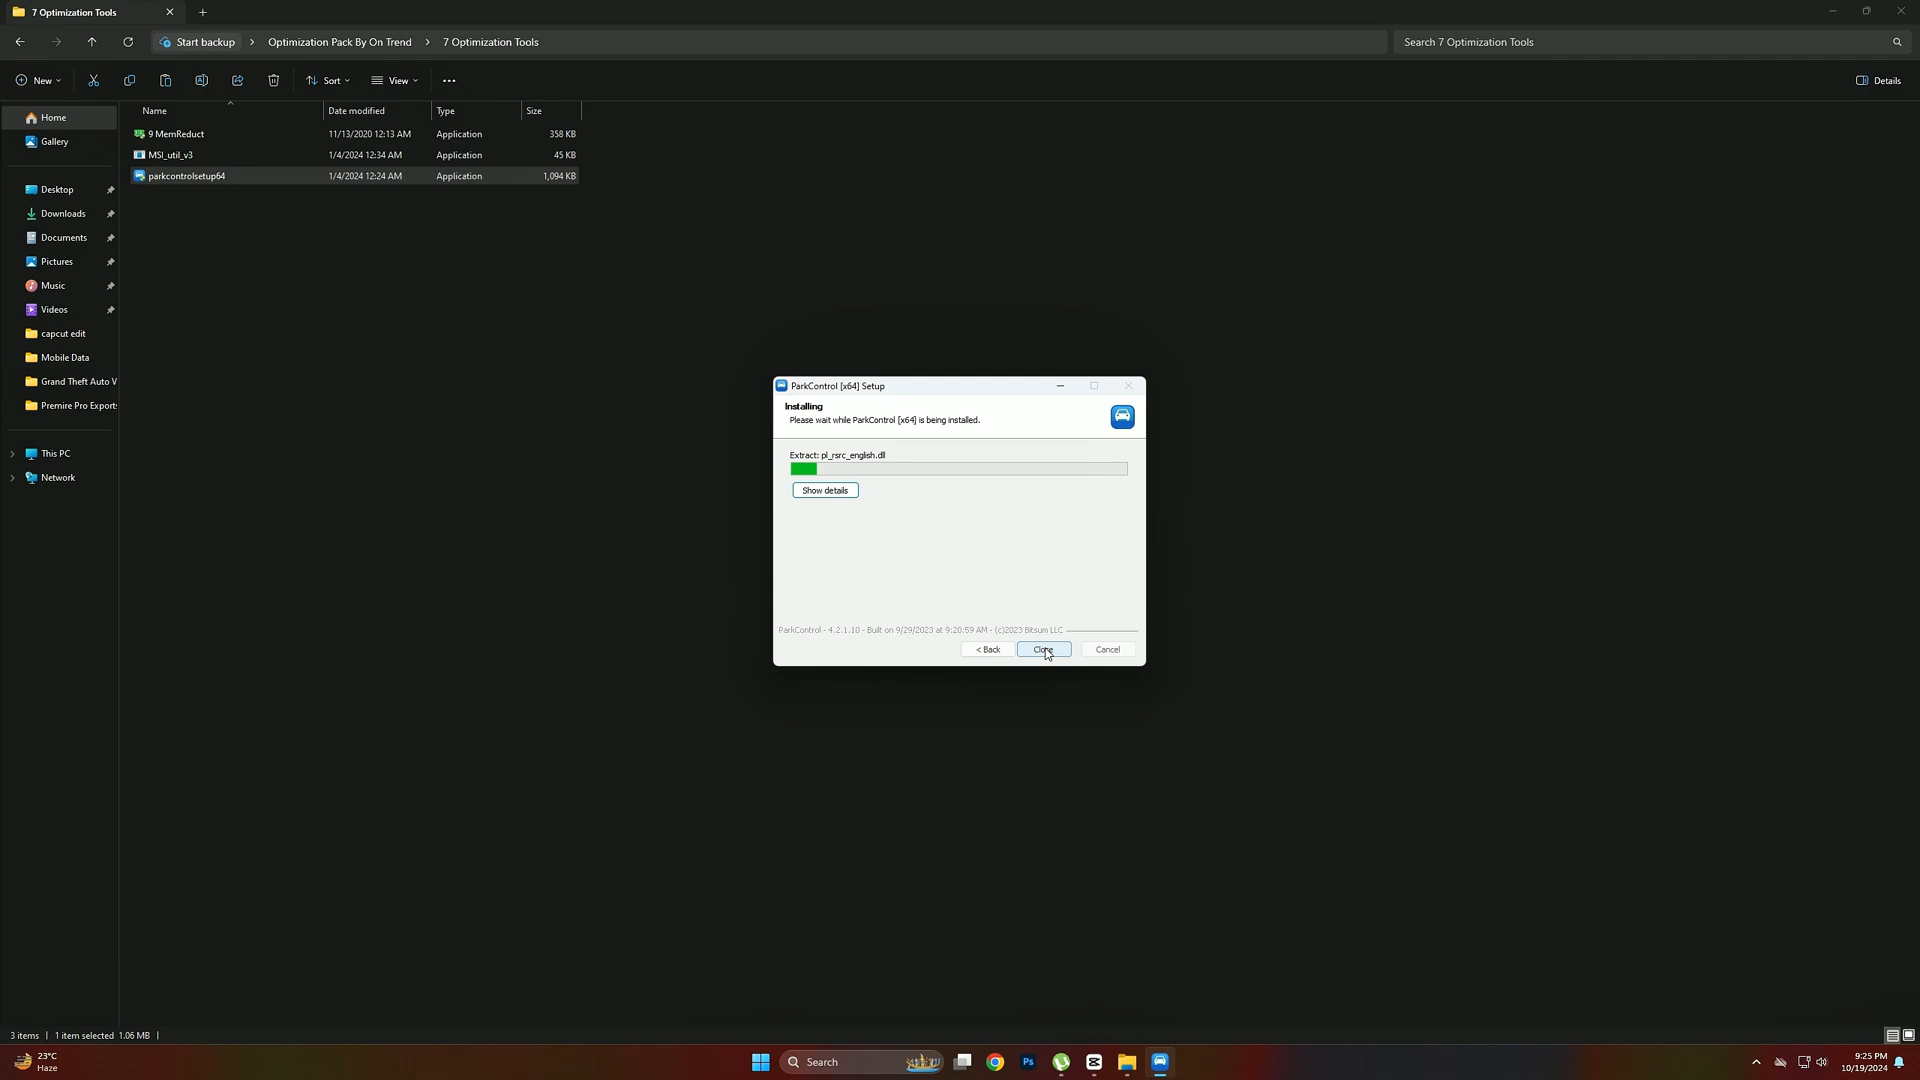 7 Optimization Tools
Start backup > Optimization Pack By On Trend > 7 Optimization Tools
Search 7 Optimization Tools
New
Sort
View
Details
Name Date modified Type Size
9 MemReduct 11/13/2020 12:13 AM Application 358 KB
MSI_util_v3 1/4/2024 12:34 AM Application 45 KB
parkcontrolsetup64 1/4/2024 12:24 AM Application 1,094 KB
Home
Gallery
Desktop
Downloads
Documents
Pictures
Music
Videos
capcut edit
Mobile Data
Grand Theft Auto V
Premire Pro Exports
This PC
Network
ParkControl [x64] Setup
Installing
Please wait while ParkControl [x64] is being installed.
Extract: pl_rsrc_english.dll
Show details
ParkControl - 4.2.1.10 - Built on 9/29/2023 at 9:20:59 AM - (c)2023 Bitsum LLC
< Back Close Cancel
3 items 1 item selected 1.06 MB
23°C
Haze
Search
Ps
9:25 PM
10/19/2024